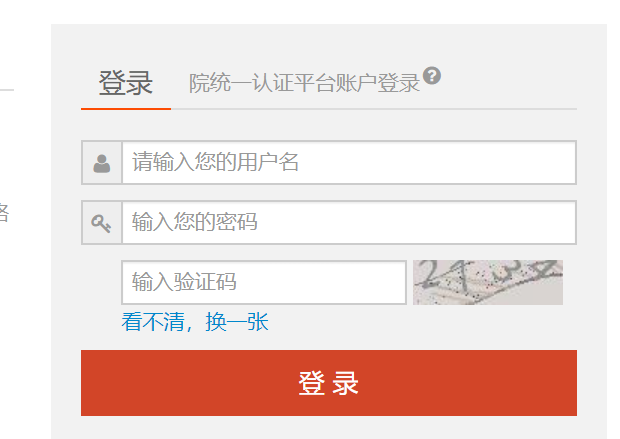 登录 院统一认证平台账户登录
请输入您的用户名
输入您的密码
输入验证码
看不清，换一张
登 录